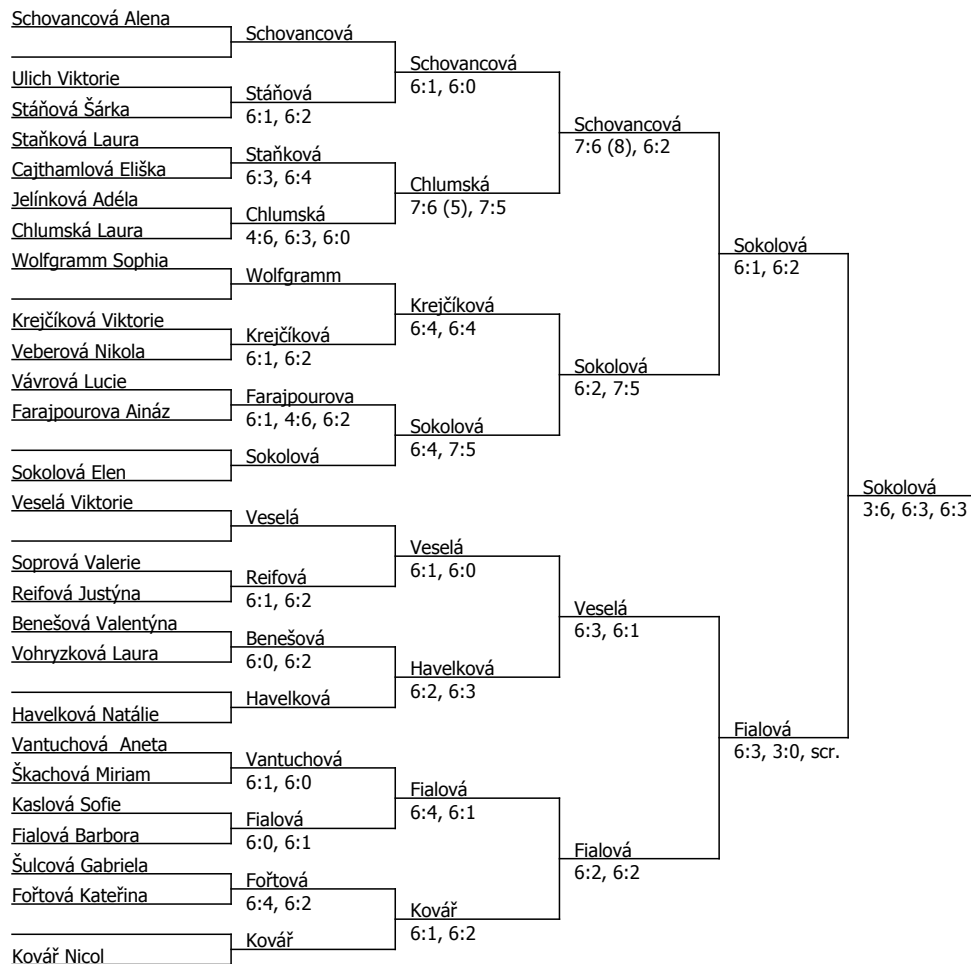 Schovancová Alena
Schovancová
Schovancová
6:1, 6:0
Ulich Viktorie
Stáňová
6:1, 6:2
Stáňová Šárka
Schovancová
7:6 (8), 6:2
Staňková Laura
Staňková
6:3, 6:4
Cajthamlová Eliška
Chlumská
7:6 (5), 7:5
Jelínková Adéla
Chlumská
4:6, 6:3, 6:0
Chlumská Laura
Sokolová
6:1, 6:2
Wolfgramm Sophia
Wolfgramm
Krejčíková
6:4, 6:4
Krejčíková Viktorie
Krejčíková
6:1, 6:2
Veberová Nikola
Sokolová
6:2, 7:5
Vávrová Lucie
Farajpourova
6:1, 4:6, 6:2
Farajpourova Aináz
Sokolová
6:4, 7:5
Sokolová
Sokolová Elen
Sokolová
3:6, 6:3, 6:3
Veselá Viktorie
Veselá
Veselá
6:1, 6:0
Soprová Valerie
Reifová
6:1, 6:2
Reifová Justýna
Veselá
6:3, 6:1
Benešová Valentýna
Benešová
6:0, 6:2
Vohryzková Laura
Havelková
6:2, 6:3
Havelková
Havelková Natálie
Fialová
6:3, 3:0, scr.
Vantuchová  Aneta
Vantuchová
6:1, 6:0
Škachová Miriam
Fialová
6:4, 6:1
Kaslová Sofie
Fialová
6:0, 6:1
Fialová Barbora
Fialová
6:2, 6:2
Šulcová Gabriela
Fořtová
6:4, 6:2
Fořtová Kateřina
Kovář
6:1, 6:2
Kovář
Kovář Nicol